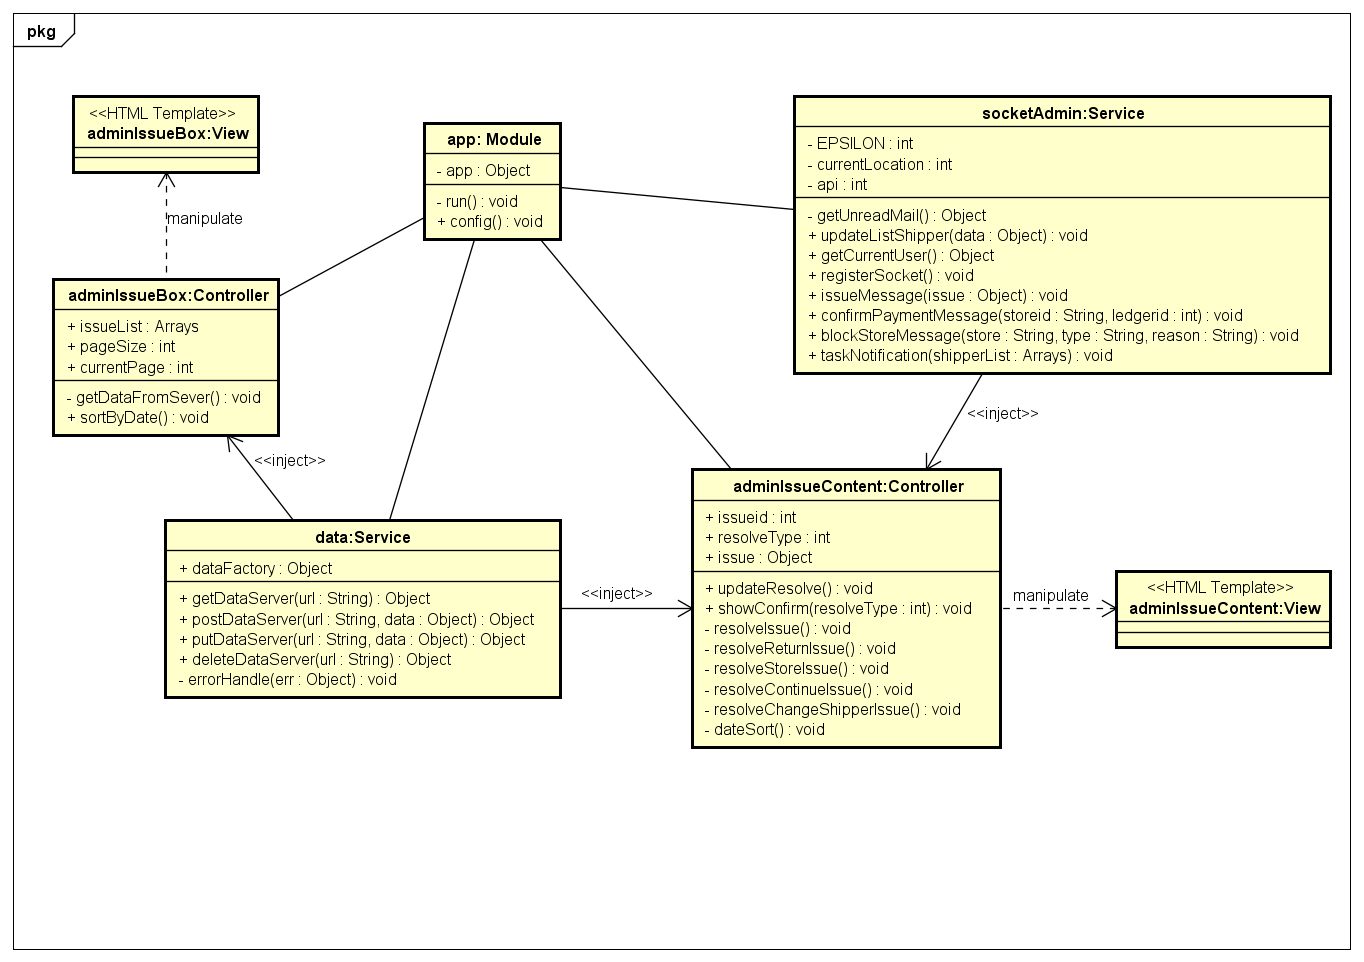 pkg
<<HTML Template>>
adminIssueBox:View
manipulate
adminIssueBox:Controller
+ issueList : Arrays
+ pageSize : int
+ currentPage : int
- getDataFromSever() : void
+ sortByDate() : void
<<inject>>
app: Module
- app : Object
- run() : void
+ config() : void
socketAdmin:Service
- EPSILON : int
- currentLocation : int
- api : int
- getUnreadMail() : Object
+ updateListShipper(data : Object) : void
+ getCurrentUser() : Object
+ registerSocket() : void
+ issueMessage(issue : Object) : void
+ confirmPaymentMessage(storeid : String, ledgerid : int) : void
+ blockStoreMessage(store : String, type : String, reason : String) : void
+ taskNotification(shipperList : Arrays) : void
<<inject>>
data:Service
+ dataFactory : Object
+ getDataServer(url : String) : Object
+ postDataServer(url : String, data : Object) : Object
+ putDataServer(url : String, data : Object) : Object
+ deleteDataServer(url : String) : Object
- errorHandle(err : Object) : void
<<inject>>
adminIssueContent:Controller
+ issueid : int
+ resolveType : int
+ issue : Object
+ updateResolve() : void
+ showConfirm(resolveType : int) : void
- resolveIssue() : void
- resolveReturnIssue() : void
- resolveStoreIssue() : void
- resolveContinueIssue() : void
- resolveChangeShipperIssue() : void
- dateSort() : void
manipulate
<<HTML Template>>
adminIssueContent:View